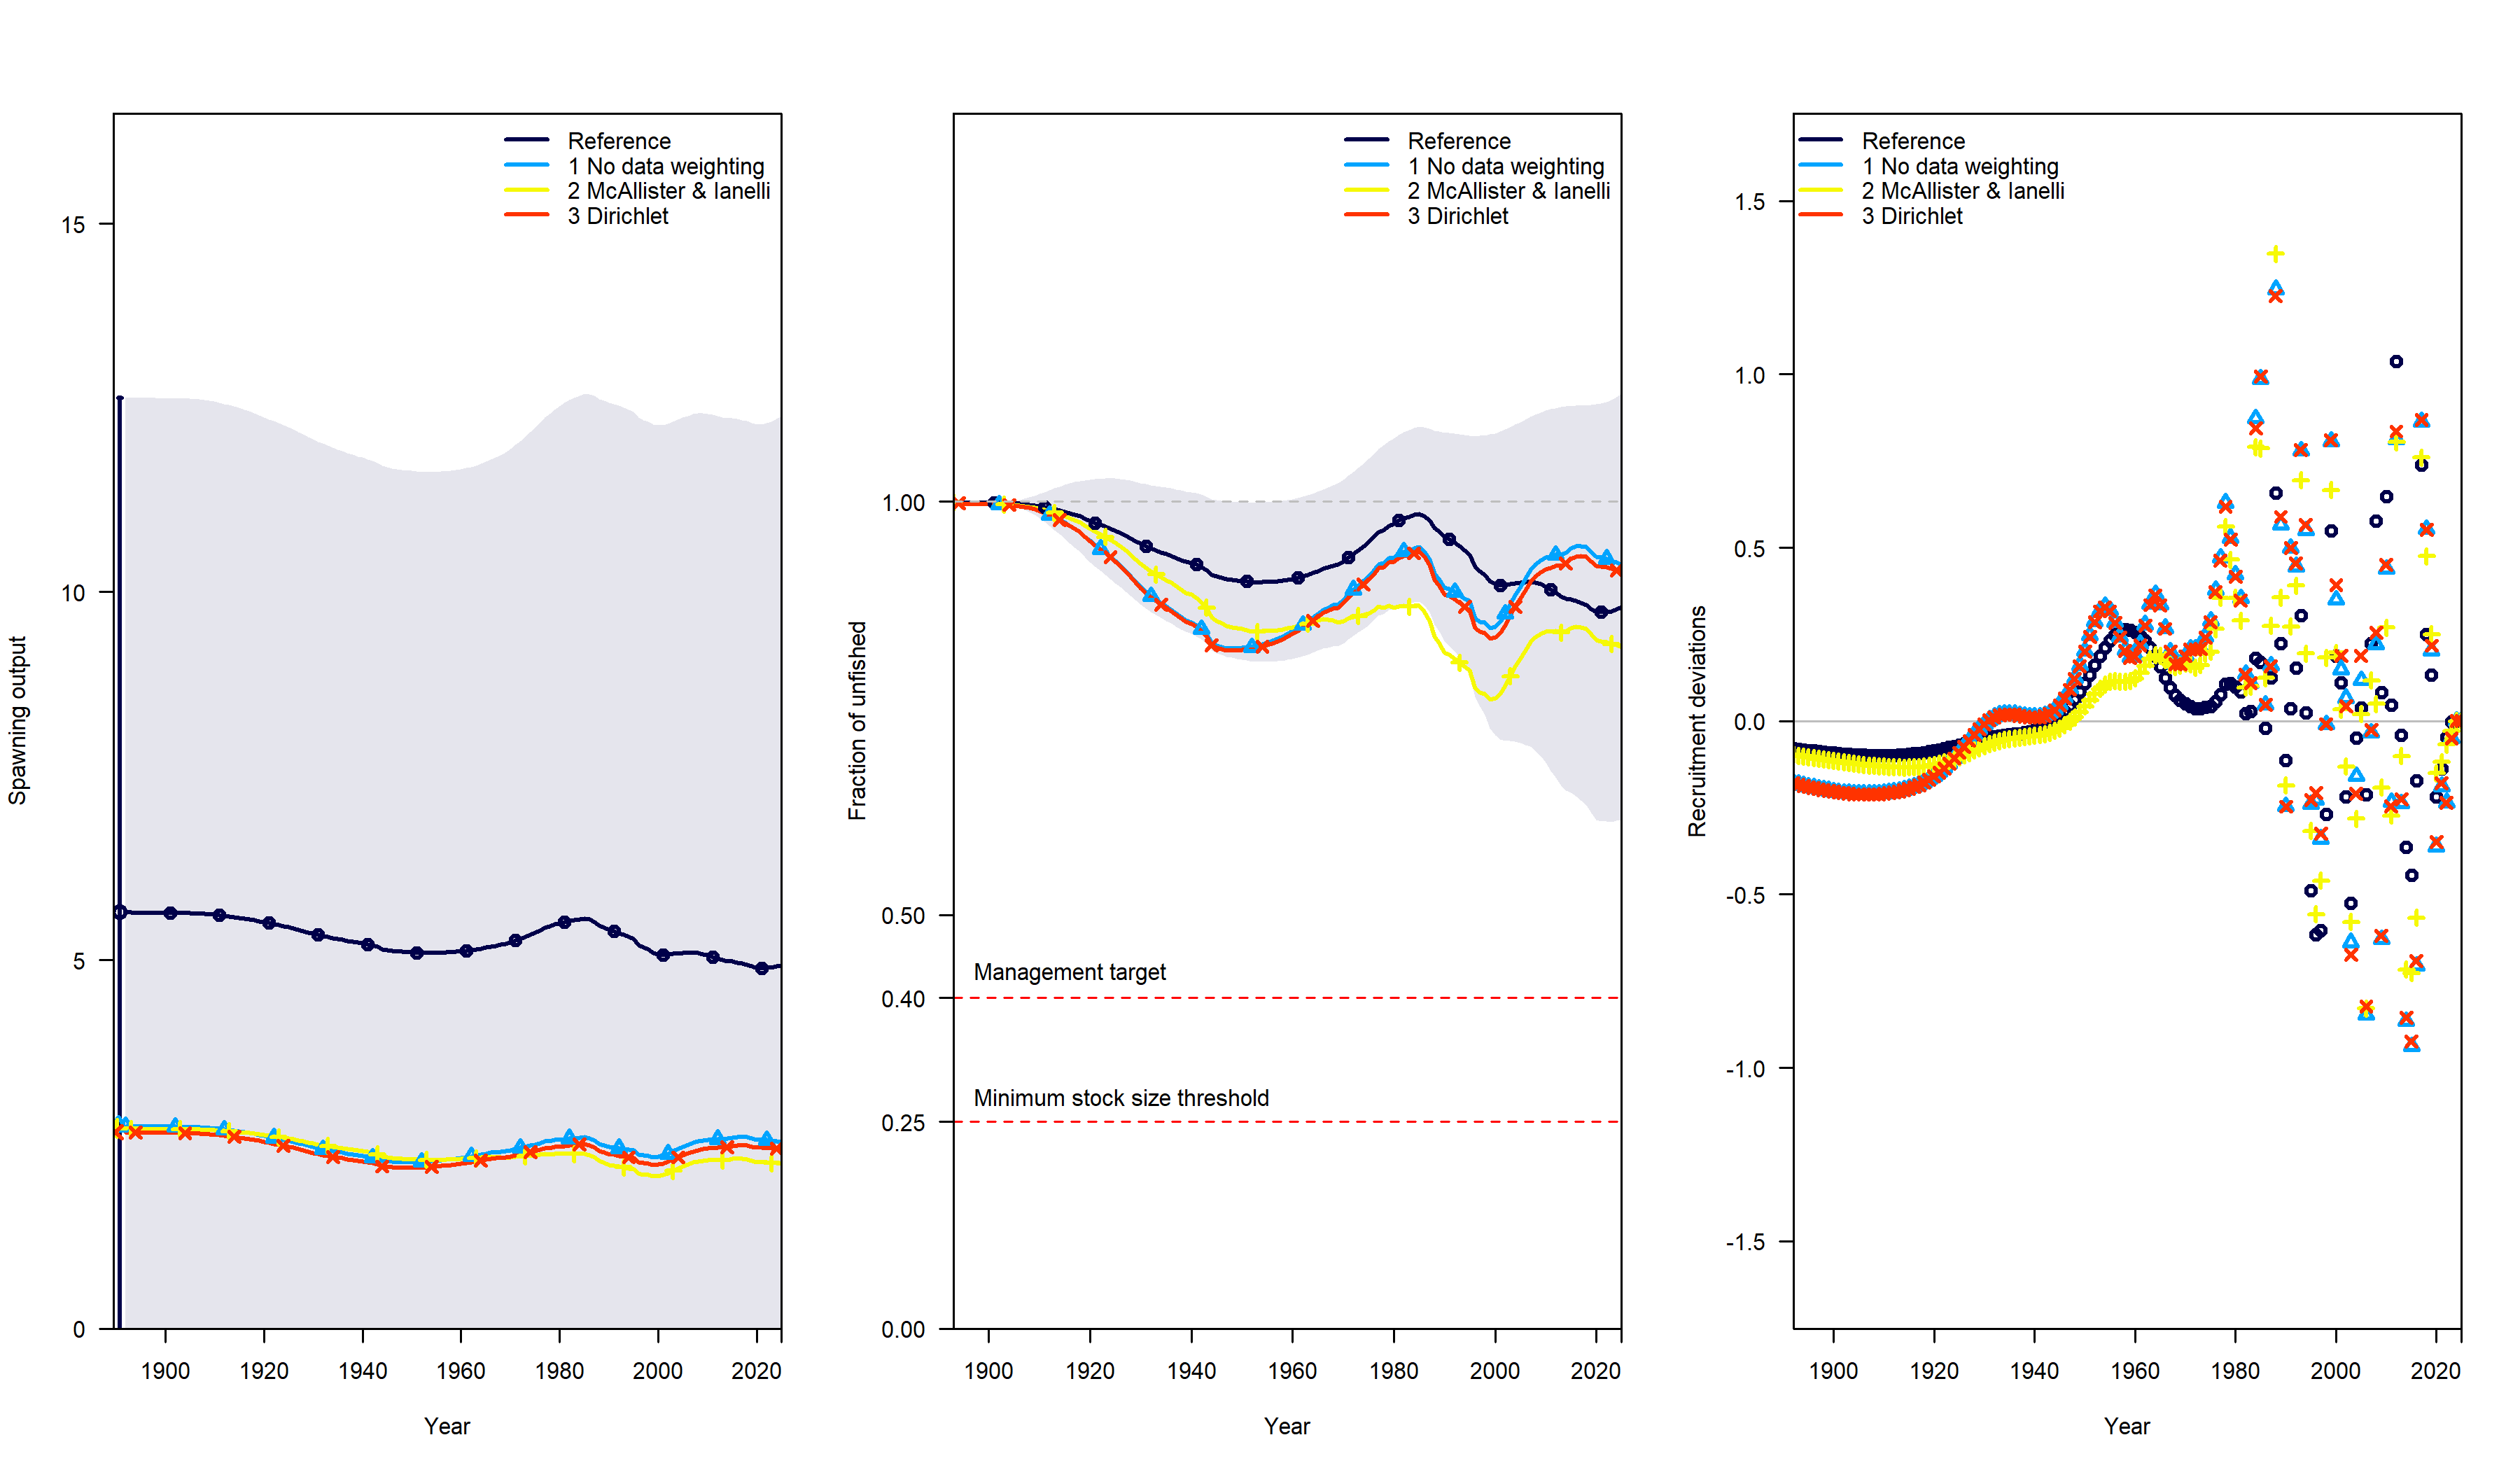 Spawning output
15
10
5
0
Reference
1 No data weighting
2 McAllister & Ianelli
3 Dirichlet
1900 1920 1940 1960 1980 2000 2020
Year
Fraction of unfished
1.00
0.50
0.40
0.25
0.00
Reference
1 No data weighting
2 McAllister & Ianelli
3 Dirichlet
Management target
Minimum stock size threshold
1900 1920 1940 1960 1980 2000 2020
Year
Recruitment deviations
1.5
1.0
0.5
0.0
-0.5
-1.0
-1.5
Reference
1 No data weighting
2 McAllister & Ianelli
3 Dirichlet
1900 1920 1940 1960 1980 2000 2020
Year